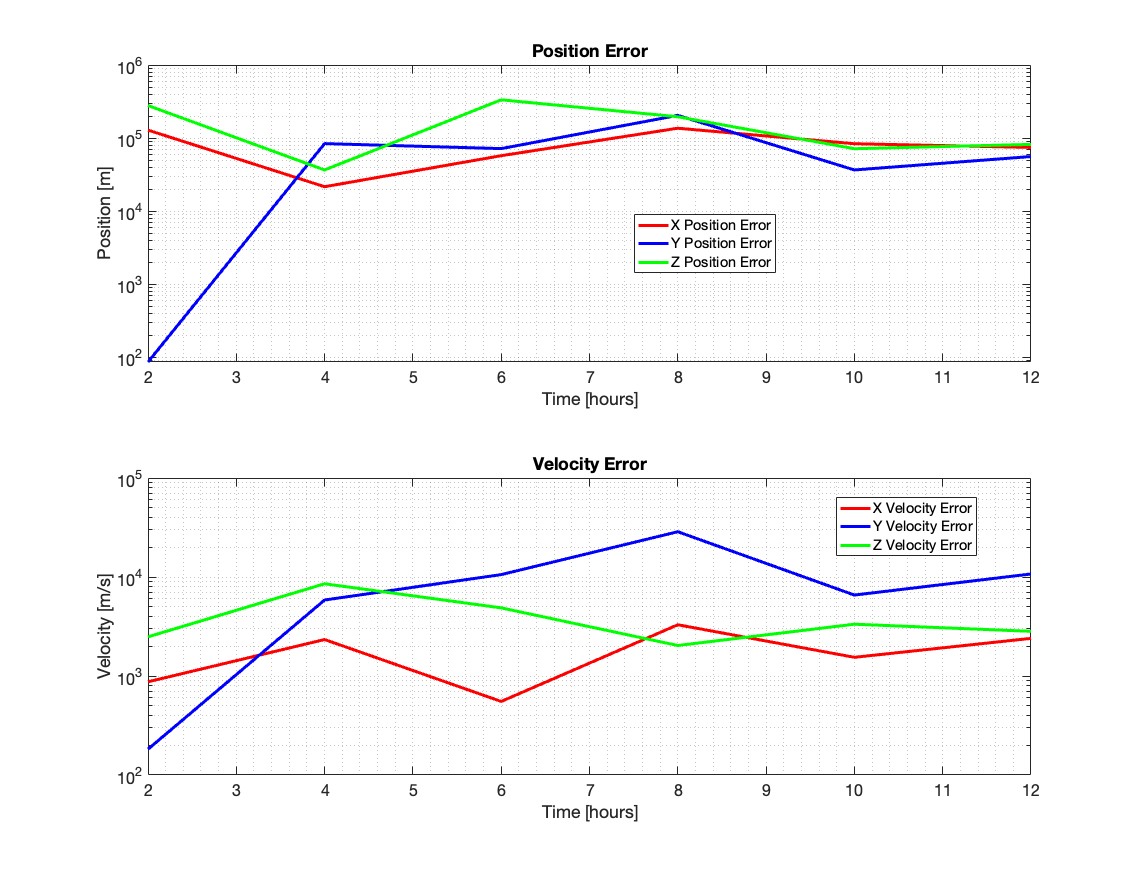 Position Error
10^6
10^5
10^4
10^3
10^2
Position [m]
X Position Error
Y Position Error
Z Position Error
2 3 4 5 6 7 8 9 10 11 12
Time [hours]
Velocity Error
10^5
10^4
10^3
10^2
Velocity [m/s]
X Velocity Error
Y Velocity Error
Z Velocity Error
2 3 4 5 6 7 8 9 10 11 12
Time [hours]